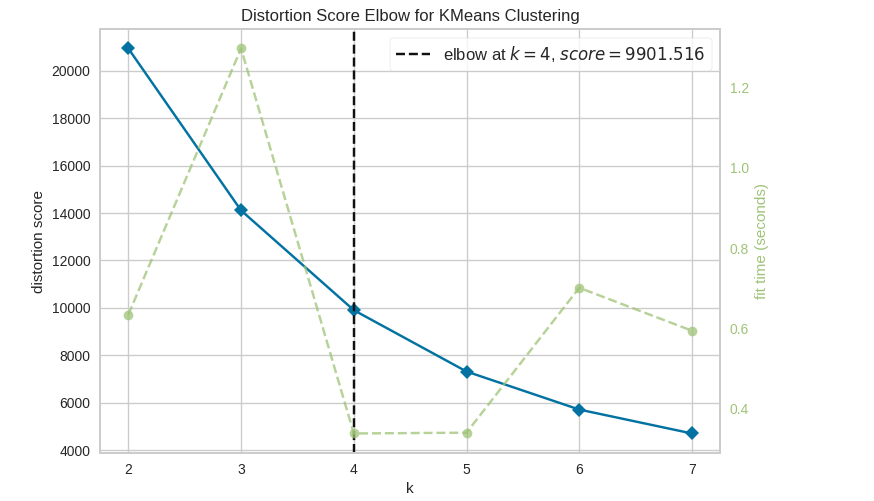 Distortion Score Elbow for KMeans Clustering
elbow at k = 4, score = 9901.516
distortion score
20000
18000
16000
14000
12000
10000
8000
6000
4000
2 3 4 5 6 7
k
1.2
1.0
0.8
0.6
0.4
fit time (seconds)